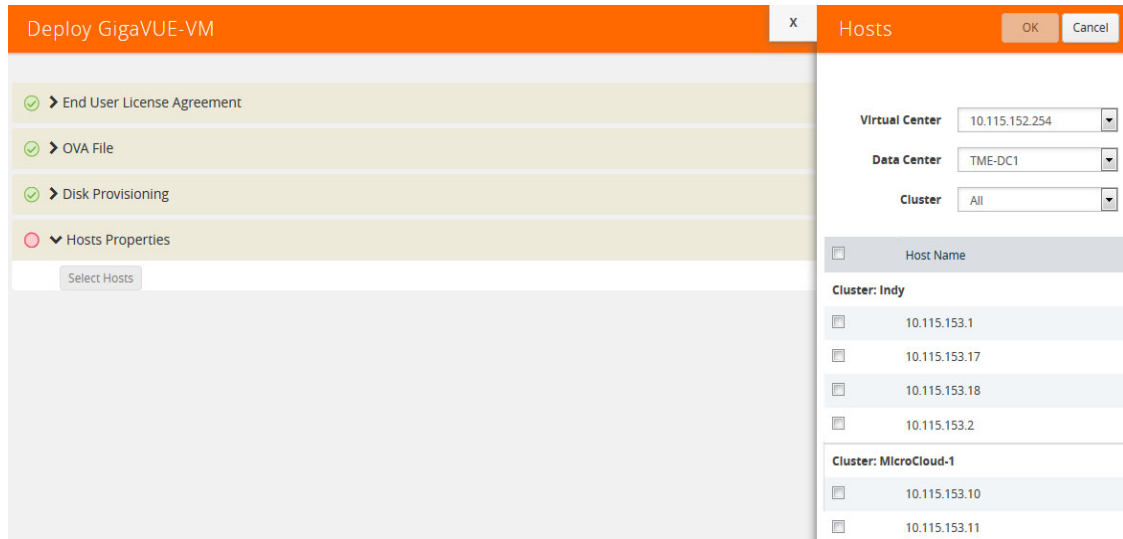 Deploy GigaVUE-VM
X
End User License Agreement
OVA File
Disk Provisioning
Hosts Properties
Select Hosts
Hosts
OK
Cancel
Virtual Center 10.115.152.254
Data Center TME-DC1
Cluster All
Host Name
Cluster: Indy
10.115.153.1
10.115.153.17
10.115.153.18
10.115.153.2
Cluster: MicroCloud-1
10.115.153.10
10.115.153.11